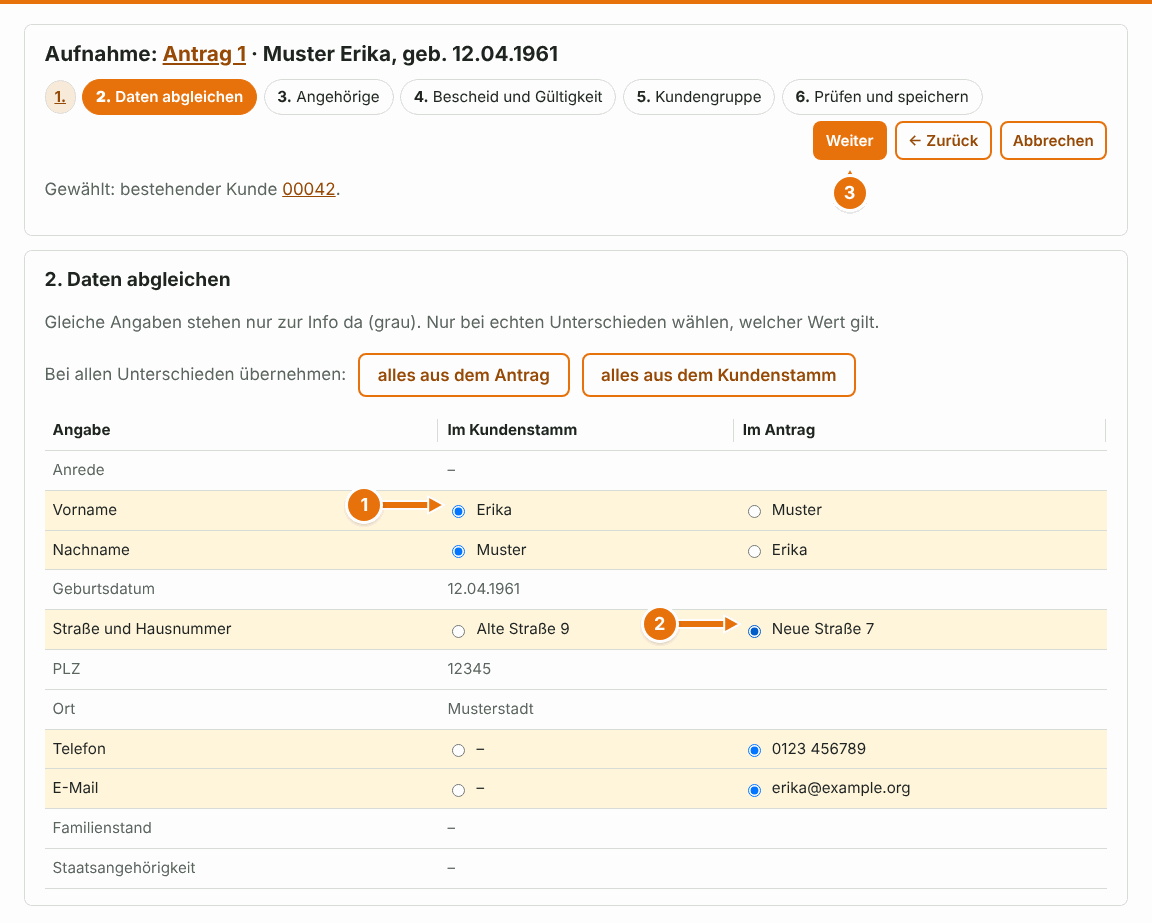 Aufnahme: Antrag 1 · Muster Erika, geb. 12.04.1961
1. 2. Daten abgleichen 3. Angehörige 4. Bescheid und Gültigkeit 5. Kundengruppe 6. Prüfen und speichern
Weiter ← Zurück Abbrechen
Gewählt: bestehender Kunde 00042.
3
2. Daten abgleichen
Gleiche Angaben stehen nur zur Info da (grau). Nur bei echten Unterschieden wählen, welcher Wert gilt.
Bei allen Unterschieden übernehmen: alles aus dem Antrag alles aus dem Kundenstamm
Angabe Im Kundenstamm Im Antrag
Anrede –
Vorname 1 Erika Muster
Nachname Muster Erika
Geburtsdatum 12.04.1961
Straße und Hausnummer Alte Straße 9 2 Neue Straße 7
PLZ 12345
Ort Musterstadt
Telefon – 0123 456789
E-Mail – erika@example.org
Familienstand –
Staatsangehörigkeit –